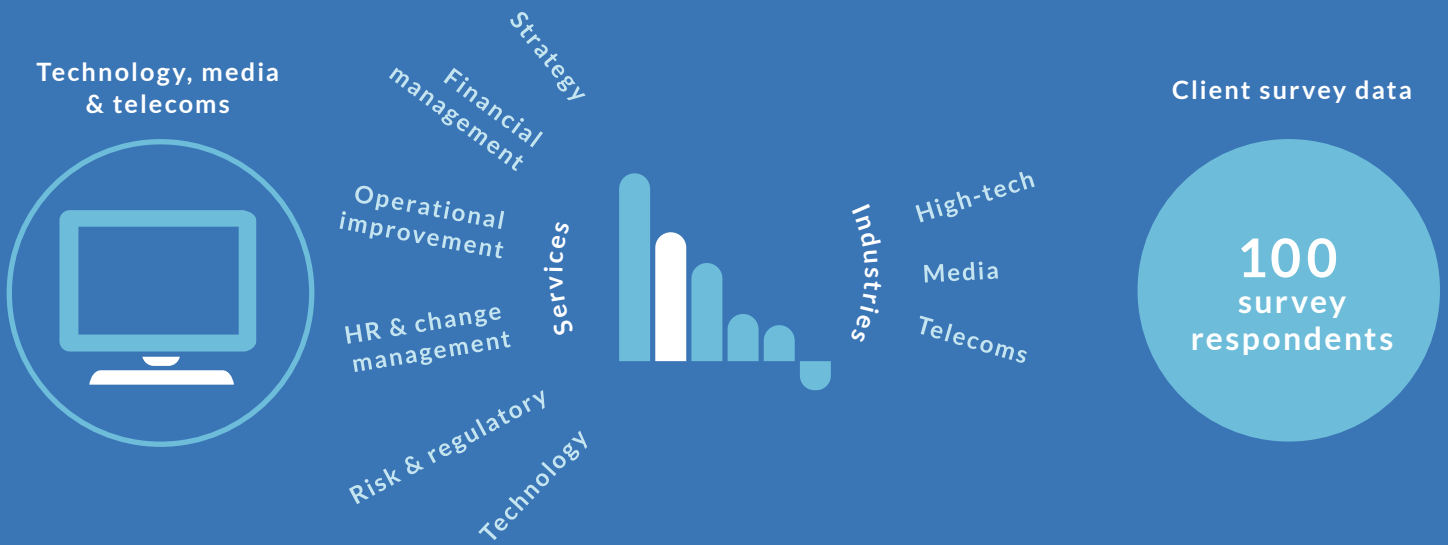 Technology, media
& telecoms
Strategy
Financial
management
Operational
improvement
HR & change
management
Risk & regulatory
Technology
Services
Industries
High-tech
Media
Telecoms
Client survey data
100
survey
respondents